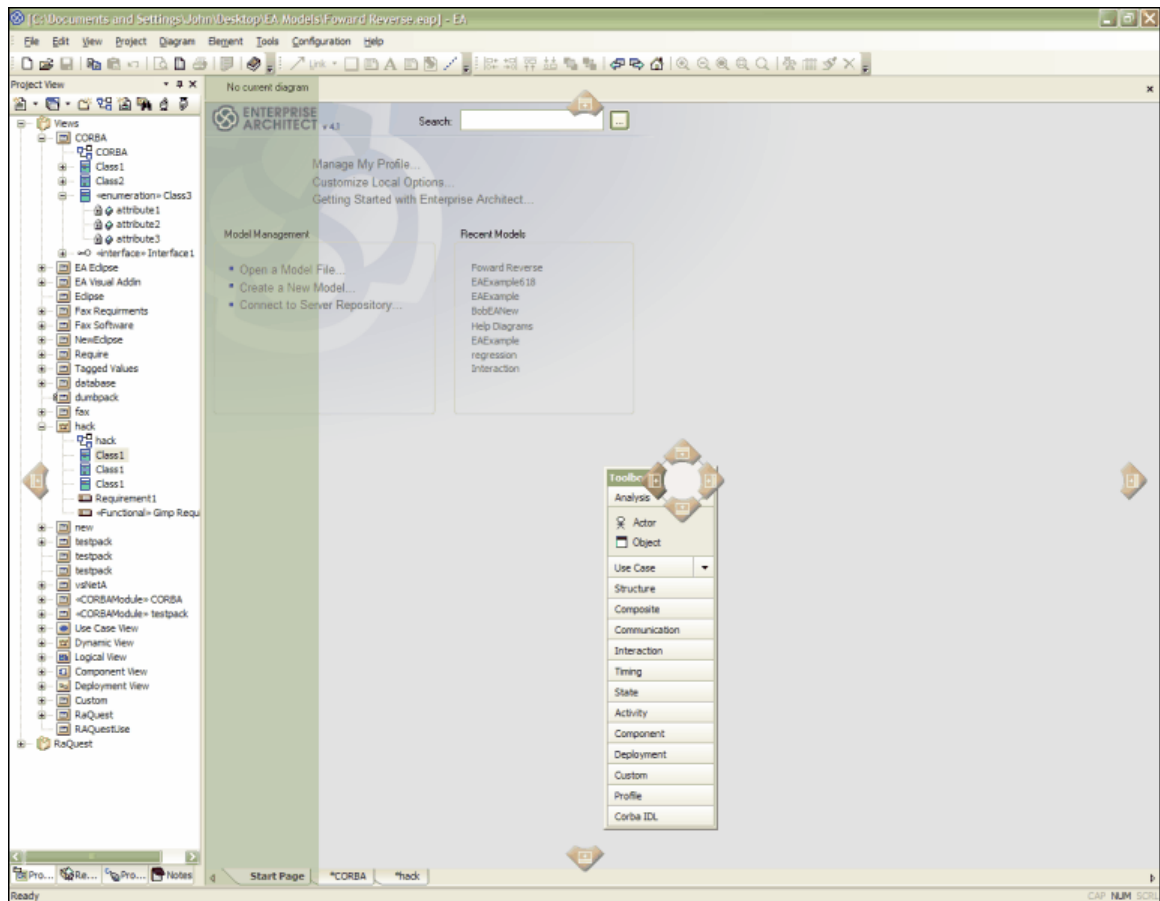 [C:\Documents and Settings\John\Desktop\EA Models\Foward Reverse.eap] - EA
File Edit View Project Diagram Element Tools Configuration Help
Link
Project View
No current diagram
Views
CORBA
CORBA
Class1
Class2
«enumeration» Class3
attribute1
attribute2
attribute3
«interface» Interface1
EA Eclipse
EA Visual Addin
Eclipse
Fax Requirments
Fax Software
NewEclipse
Require
Tagged Values
database
dumbpack
fax
hack
hack
Class1
Class1
Class1
Requirement1
«Functional» Gimp Requ
new
testpack
testpack
testpack
vsNetA
«CORBAModule» CORBA
«CORBAModule» testpack
Use Case View
Dynamic View
Logical View
Component View
Deployment View
Custom
RaQuest
RAQuestUse
RaQuest
Pro... Re... Pro... Notes
ENTERPRISE
ARCHITECT v 4.1
Search:
Manage My Profile...
Customize Local Options...
Getting Started with Enterprise Architect...
Model Management
Open a Model File...
Create a New Model...
Connect to Server Repository...
Recent Models
Foward Reverse
EAExample618
EAExample
BobEANew
Help Diagrams
EAExample
regression
Interaction
Analysis
Actor
Object
Use Case
Structure
Composite
Communication
Interaction
Timing
State
Activity
Component
Deployment
Custom
Profile
Corba IDL
Start Page *CORBA *hack
Ready
CAP NUM SCRL